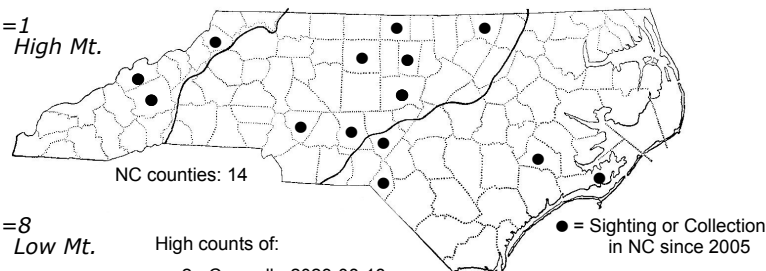 =1
High Mt.
NC counties: 14
=8
Low Mt.
High counts of:
● = Sighting or Collection
in NC since 2005